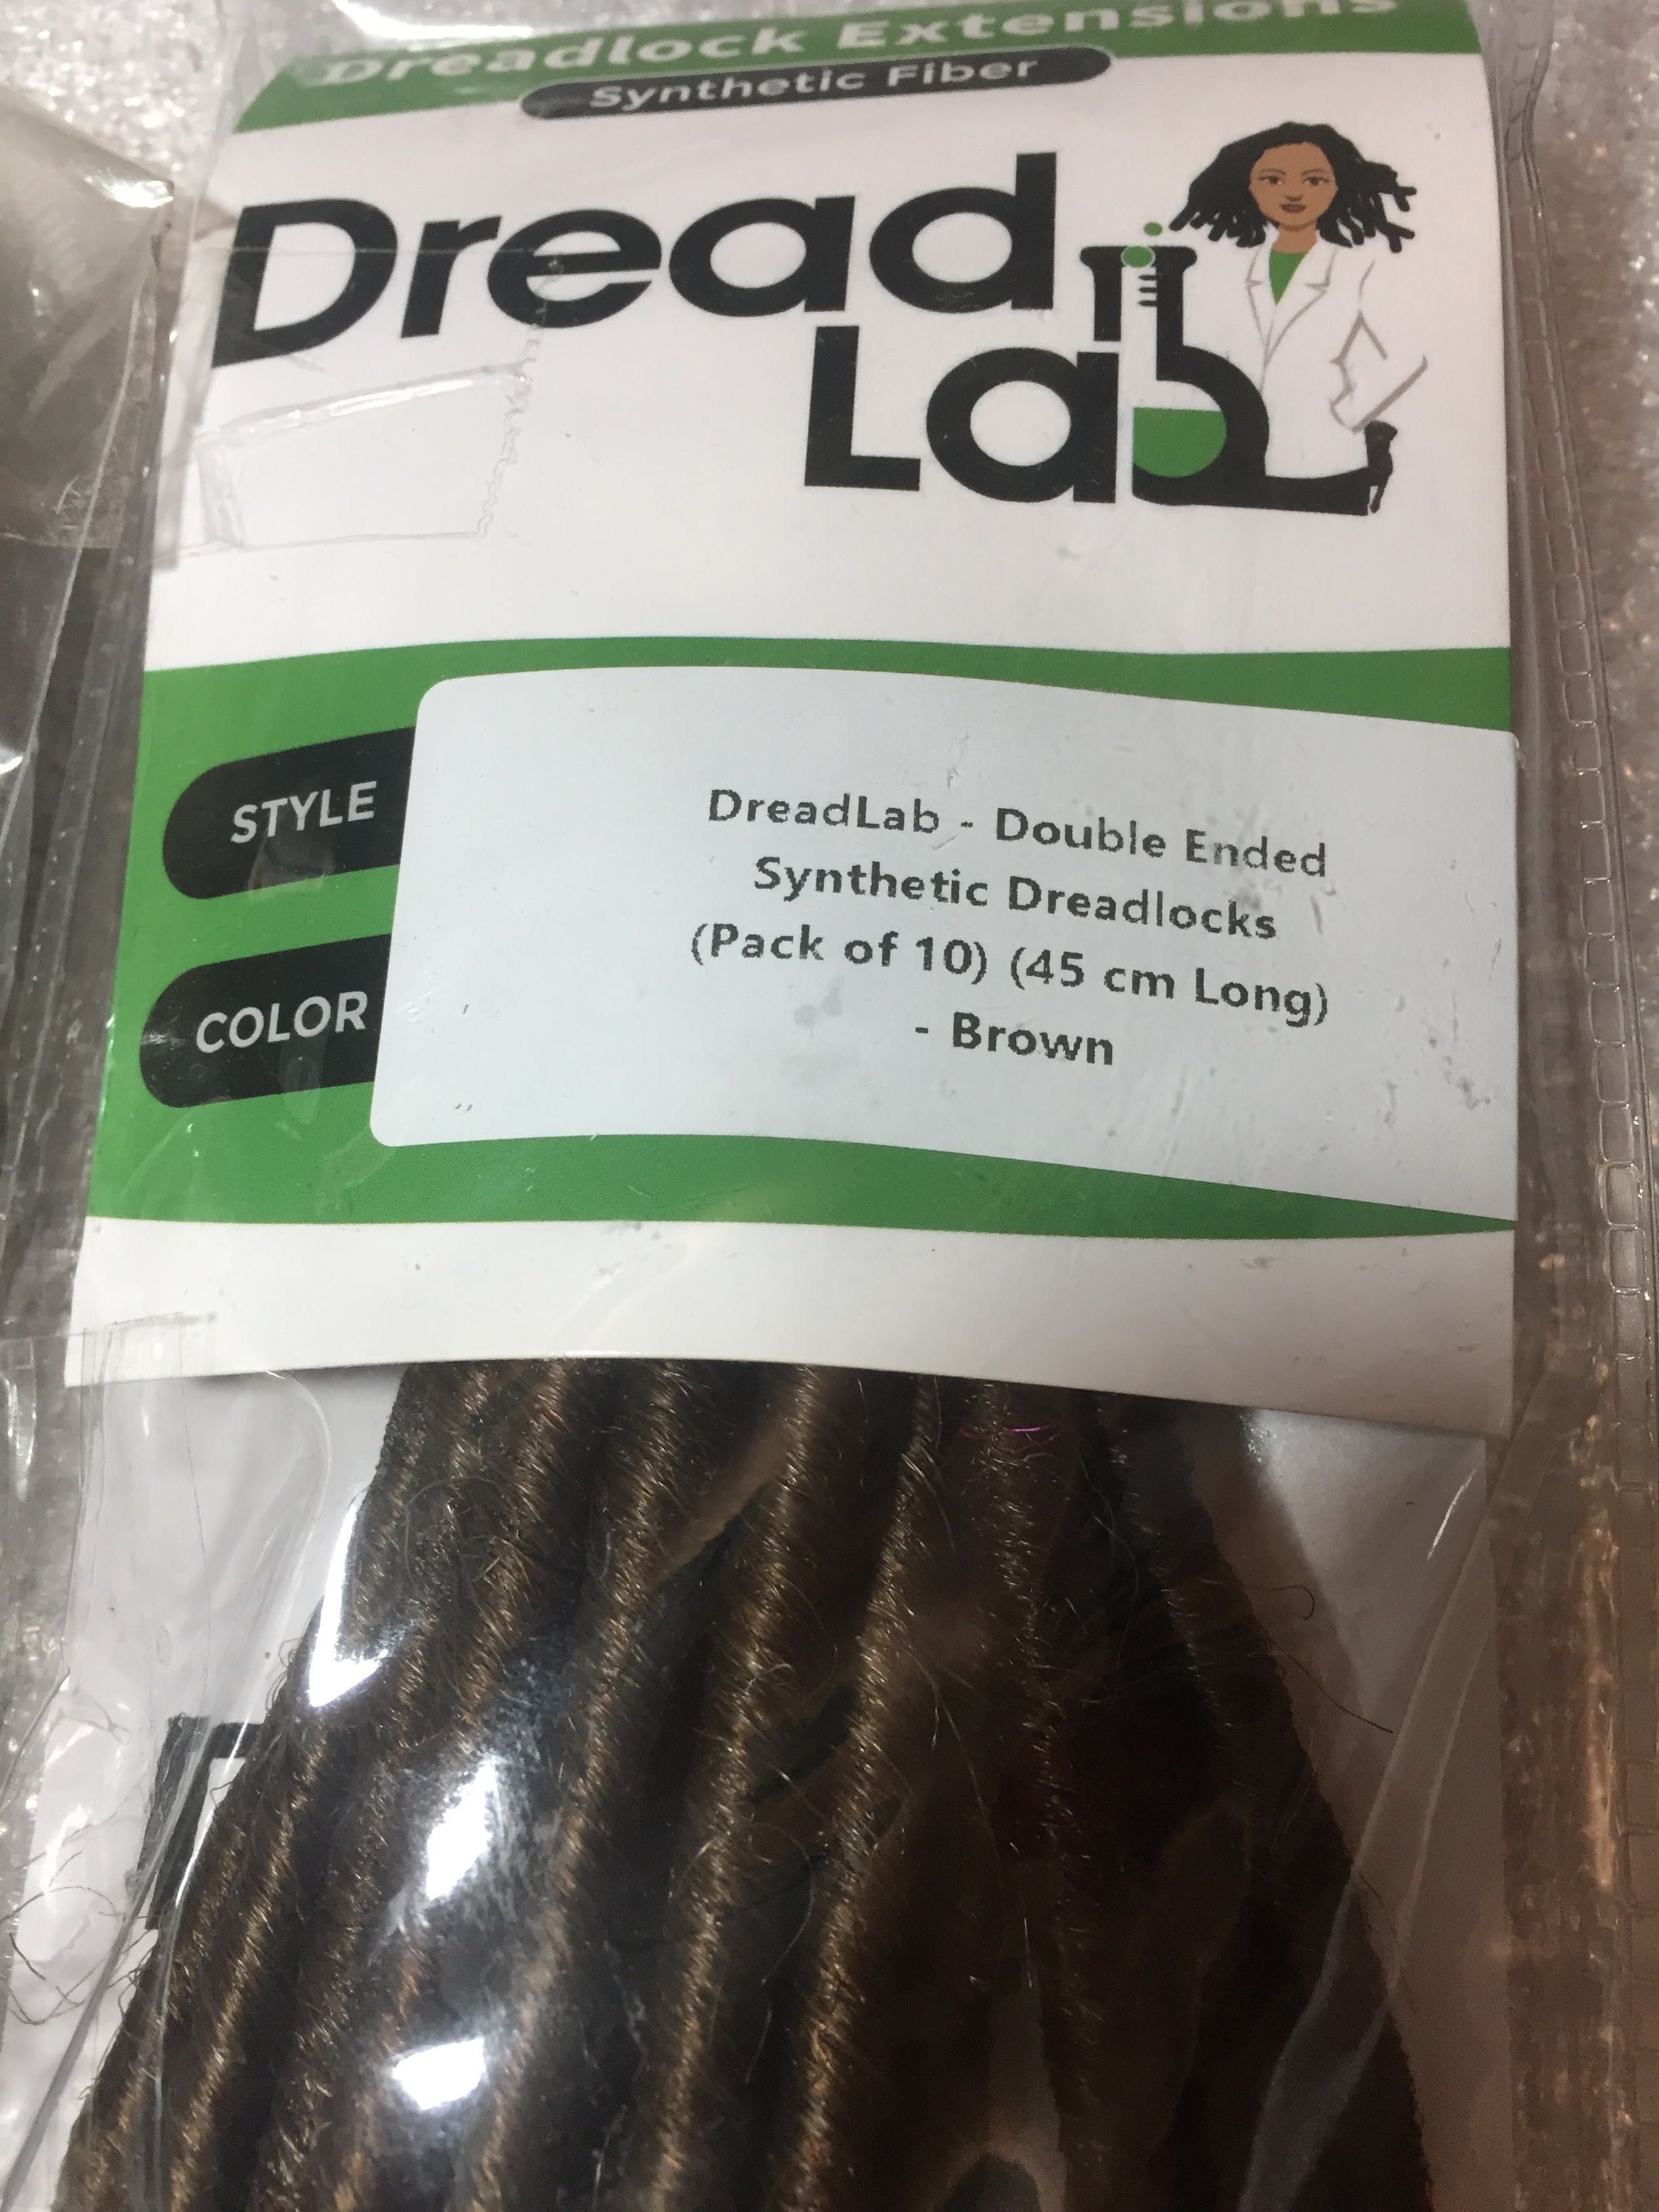 Dreadlock Extensions
Synthetic Fiber
Dread
Lab
STYLE
COLOR
DreadLab - Double Ended
Synthetic Dreadlocks
(Pack of 10) (45 cm Long)
- Brown